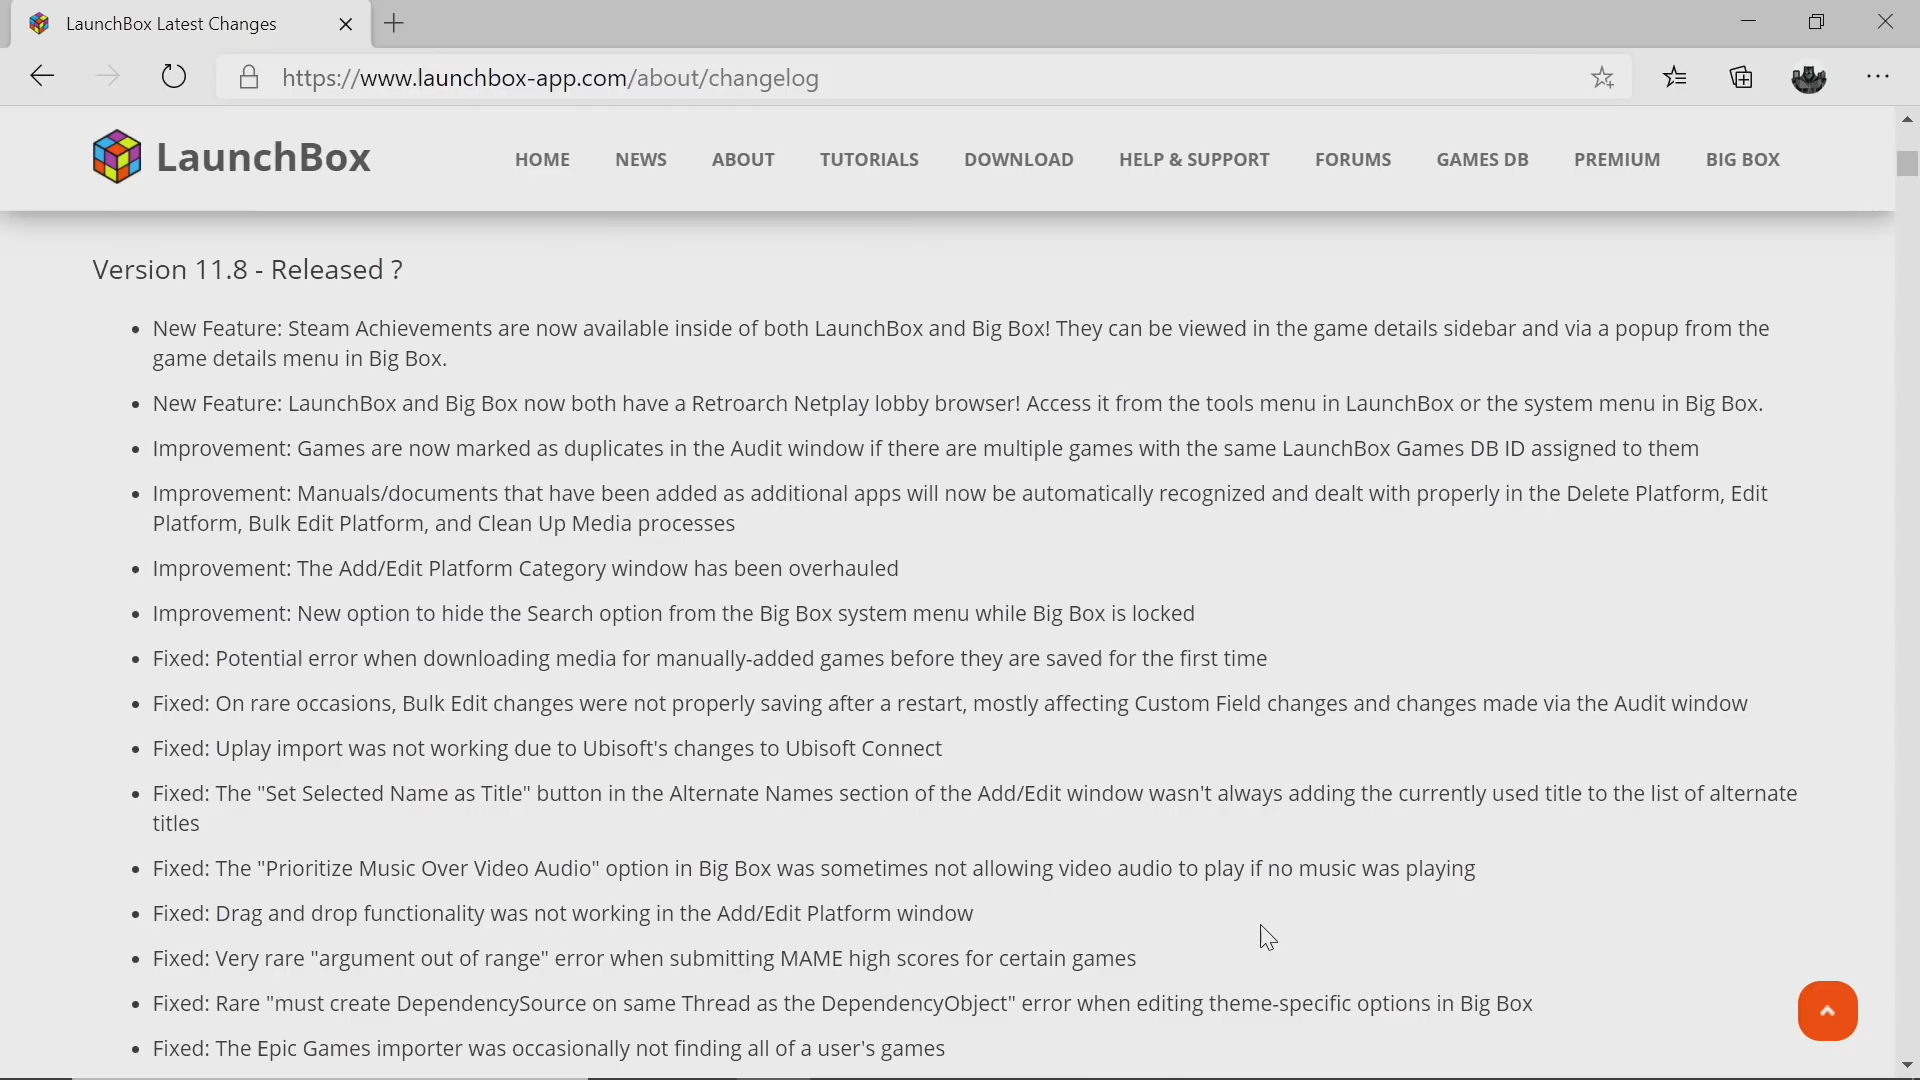 LaunchBox Latest Changes
https://www.launchbox-app.com/about/changelog
LaunchBox HOME NEWS ABOUT TUTORIALS DOWNLOAD HELP & SUPPORT FORUMS GAMES DB PREMIUM BIG BOX
Version 11.8 - Released ?
• New Feature: Steam Achievements are now available inside of both LaunchBox and Big Box! They can be viewed in the game details sidebar and via a popup from the
game details menu in Big Box.
• New Feature: LaunchBox and Big Box now both have a Retroarch Netplay lobby browser! Access it from the tools menu in LaunchBox or the system menu in Big Box.
• Improvement: Games are now marked as duplicates in the Audit window if there are multiple games with the same LaunchBox Games DB ID assigned to them
• Improvement: Manuals/documents that have been added as additional apps will now be automatically recognized and dealt with properly in the Delete Platform, Edit
Platform, Bulk Edit Platform, and Clean Up Media processes
• Improvement: The Add/Edit Platform Category window has been overhauled
• Improvement: New option to hide the Search option from the Big Box system menu while Big Box is locked
• Fixed: Potential error when downloading media for manually-added games before they are saved for the first time
• Fixed: On rare occasions, Bulk Edit changes were not properly saving after a restart, mostly affecting Custom Field changes and changes made via the Audit window
• Fixed: Uplay import was not working due to Ubisoft's changes to Ubisoft Connect
• Fixed: The "Set Selected Name as Title" button in the Alternate Names section of the Add/Edit window wasn't always adding the currently used title to the list of alternate
titles
• Fixed: The "Prioritize Music Over Video Audio" option in Big Box was sometimes not allowing video audio to play if no music was playing
• Fixed: Drag and drop functionality was not working in the Add/Edit Platform window
• Fixed: Very rare "argument out of range" error when submitting MAME high scores for certain games
• Fixed: Rare "must create DependencySource on same Thread as the DependencyObject" error when editing theme-specific options in Big Box
• Fixed: The Epic Games importer was occasionally not finding all of a user's games